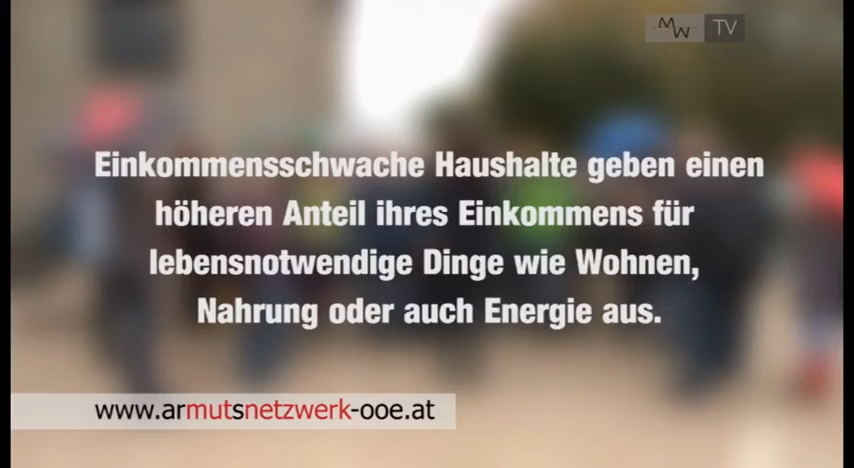 MW TV
Einkommensschwache Haushalte geben einen
höheren Anteil ihres Einkommens für
lebensnotwendige Dinge wie Wohnen,
Nahrung oder auch Energie aus.
www.armutsnetzwerk-ooe.at